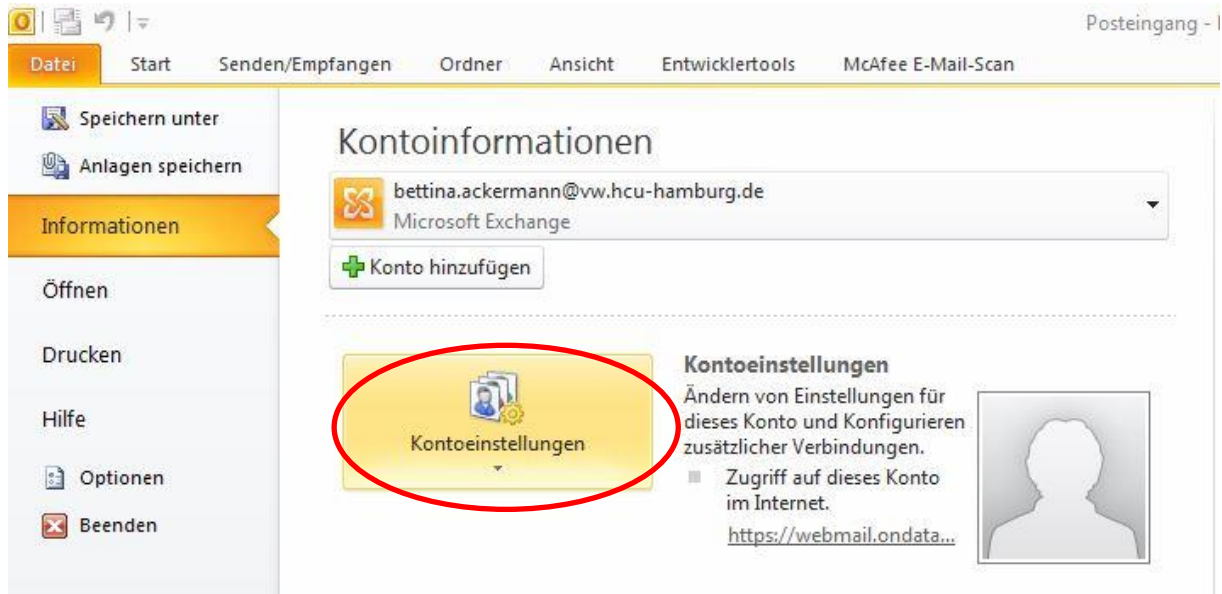 Posteingang -
Datei Start Senden/Empfangen Ordner Ansicht Entwicklertools McAfee E-Mail-Scan
Speichern unter
Anlagen speichern
Informationen
Öffnen
Drucken
Hilfe
Optionen
Beenden
Kontoinformationen
bettina.ackermann@vw.hcu-hamburg.de
Microsoft Exchange
Konto hinzufügen
Kontoeinstellungen
Kontoeinstellungen
Ändern von Einstellungen für
dieses Konto und Konfigurieren
zusätzlicher Verbindungen.
Zugriff auf dieses Konto
im Internet.
https://webmail.ondata...